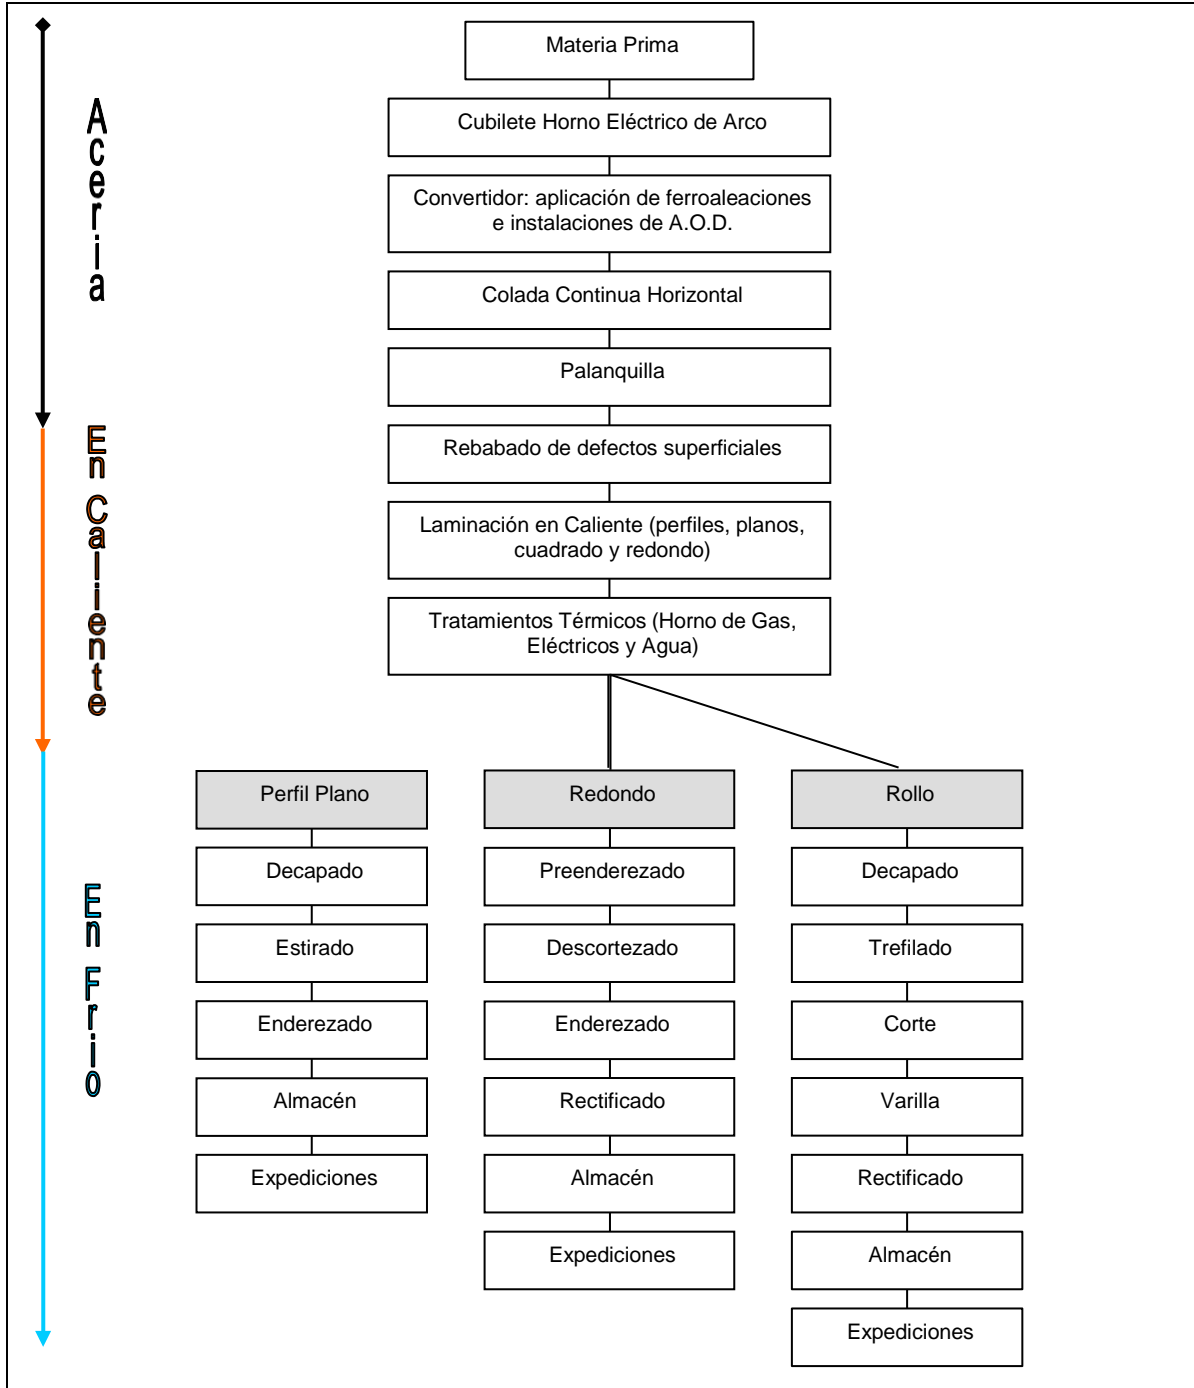 Materia Prima
Cubilete Horno Eléctrico de Arco
Convertidor: aplicación de ferroaleaciones
e instalaciones de A.O.D.
Colada Continua Horizontal
Palanquilla
Aceria
Rebabado de defectos superficiales
Laminación en Caliente (perfiles, planos,
cuadrado y redondo)
Tratamientos Térmicos (Horno de Gas,
Eléctricos y Agua)
En Caliente
Perfil Plano
Decapado
Estirado
Enderezado
Almacén
Expediciones
Redondo
Preenderezado
Descortezado
Enderezado
Rectificado
Almacén
Expediciones
Rollo
Decapado
Trefilado
Corte
Varilla
Rectificado
Almacén
Expediciones
En Frio